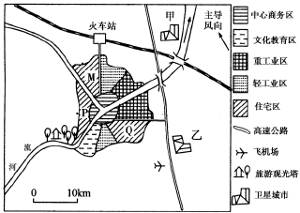 火车站
甲
主导
风向
M
T
Q
乙
河
流
0 10km
中心商务区
文化教育区
重工业区
轻工业区
住宅区
高速公路
飞机场
旅游观光塔
卫星城市